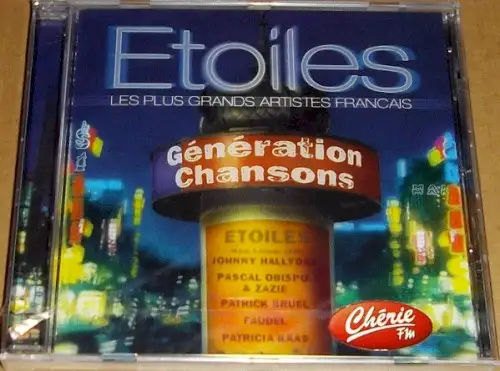 Etoiles
LES PLUS GRANDS ARTISTES FRANCAIS
Génération
Chansons
ETOILES
JOHNNY HALLYDAY
PASCAL OBISPO
& ZAZIE
PATRICK BRUEL
FAUDEL
PATRICIA KAAS
Chérie
FM